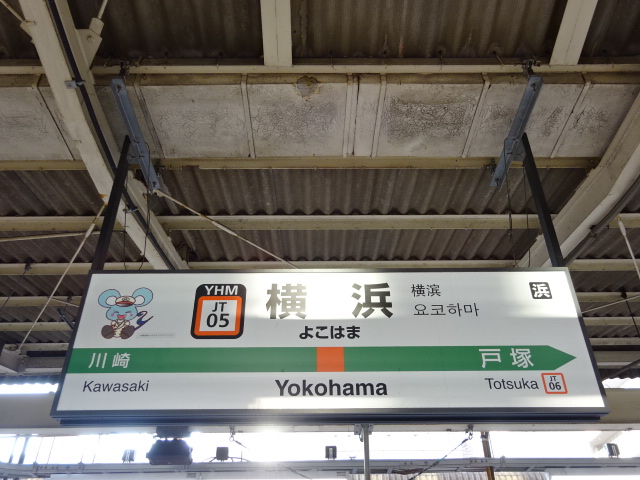 YHM
JT
05
横浜
横滨
요코하마
浜
よこはま
川崎
戸塚
Kawasaki
Yokohama
Totsuka
JT
06